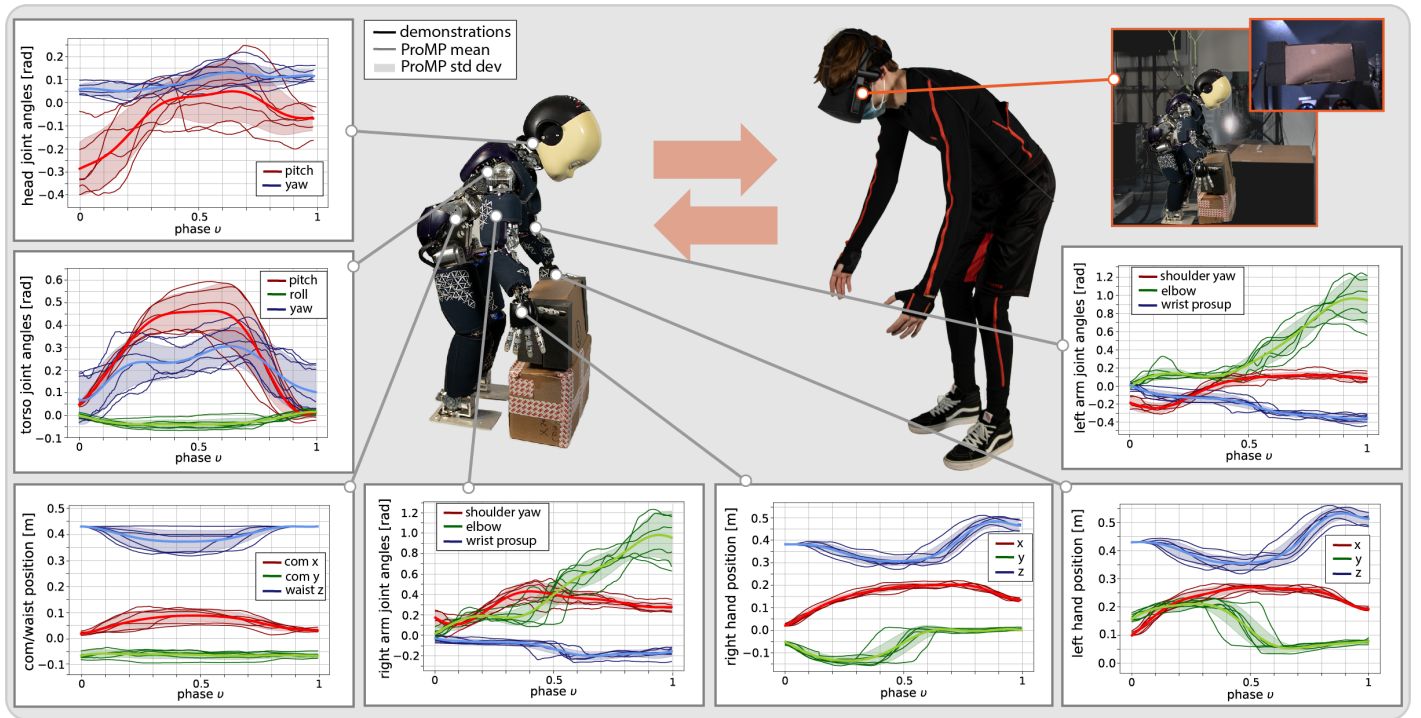 demonstrations
ProMP mean
ProMP std dev
head joint angles [rad]
0.2
0.1
0.0
−0.1
−0.2
−0.3
−0.4
pitch
yaw
0
0.5
1
phase υ
torso joint angles [rad]
0.6
0.5
0.4
0.3
0.2
0.1
0.0
−0.1
pitch
roll
yaw
0
0.5
1
phase υ
left arm joint angles [rad]
1.2
1.0
0.8
0.6
0.4
0.2
0.0
−0.2
−0.4
shoulder yaw
elbow
wrist prosup
0
0.5
1
phase υ
com/waist position [m]
0.5
0.4
0.3
0.2
0.1
0.0
−0.1
com x
com y
waist z
0
0.5
1
phase υ
right arm joint angles [rad]
1.2
1.0
0.8
0.6
0.4
0.2
0.0
−0.2
shoulder yaw
elbow
wrist prosup
0
0.5
1
phase υ
right hand position [m]
0.5
0.4
0.3
0.2
0.1
0.0
−0.1
x
y
z
0
0.5
1
phase υ
left hand position [m]
0.5
0.4
0.3
0.2
0.1
0.0
x
y
z
0
0.5
1
phase υ